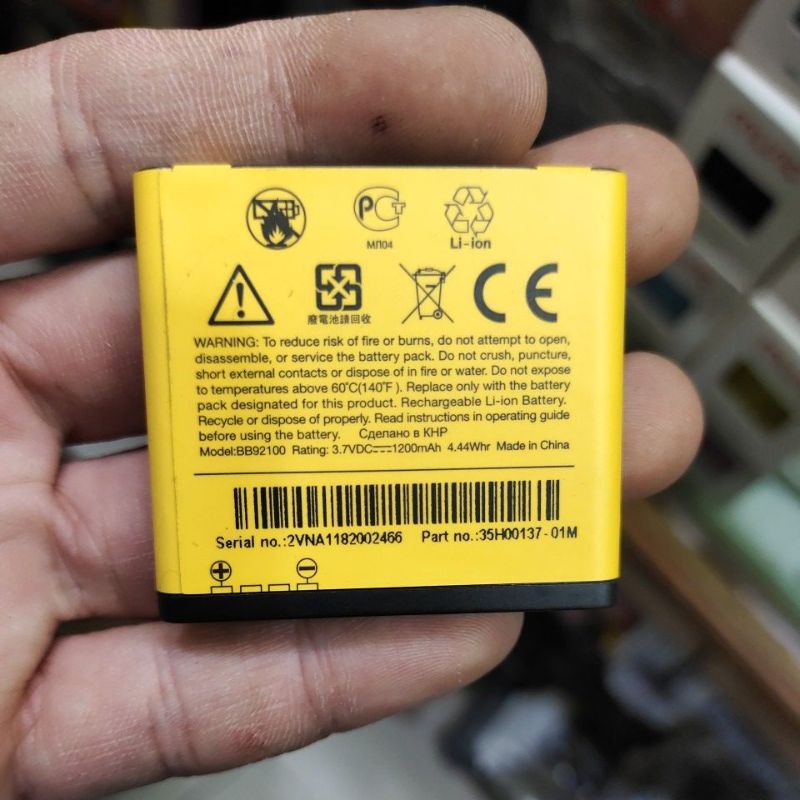 РСТ
МЛ04
Li-ion
廢電池請回收
CE
WARNING: To reduce risk of fire or burns, do not attempt to open,
disassemble, or service the battery pack. Do not crush, puncture,
short external contacts or dispose of in fire or water. Do not expose
to temperatures above 60°C(140°F). Replace only with the battery
pack designated for this product. Rechargeable Li-ion Battery.
Recycle or dispose of properly. Read instructions in operating guide
before using the battery. Сделано в КНР
Model:BB92100 Rating: 3.7VDC⎓1200mAh 4.44Whr Made in China
Serial no.:2VNA1182002466 Part no.:35H00137-01M
+ −